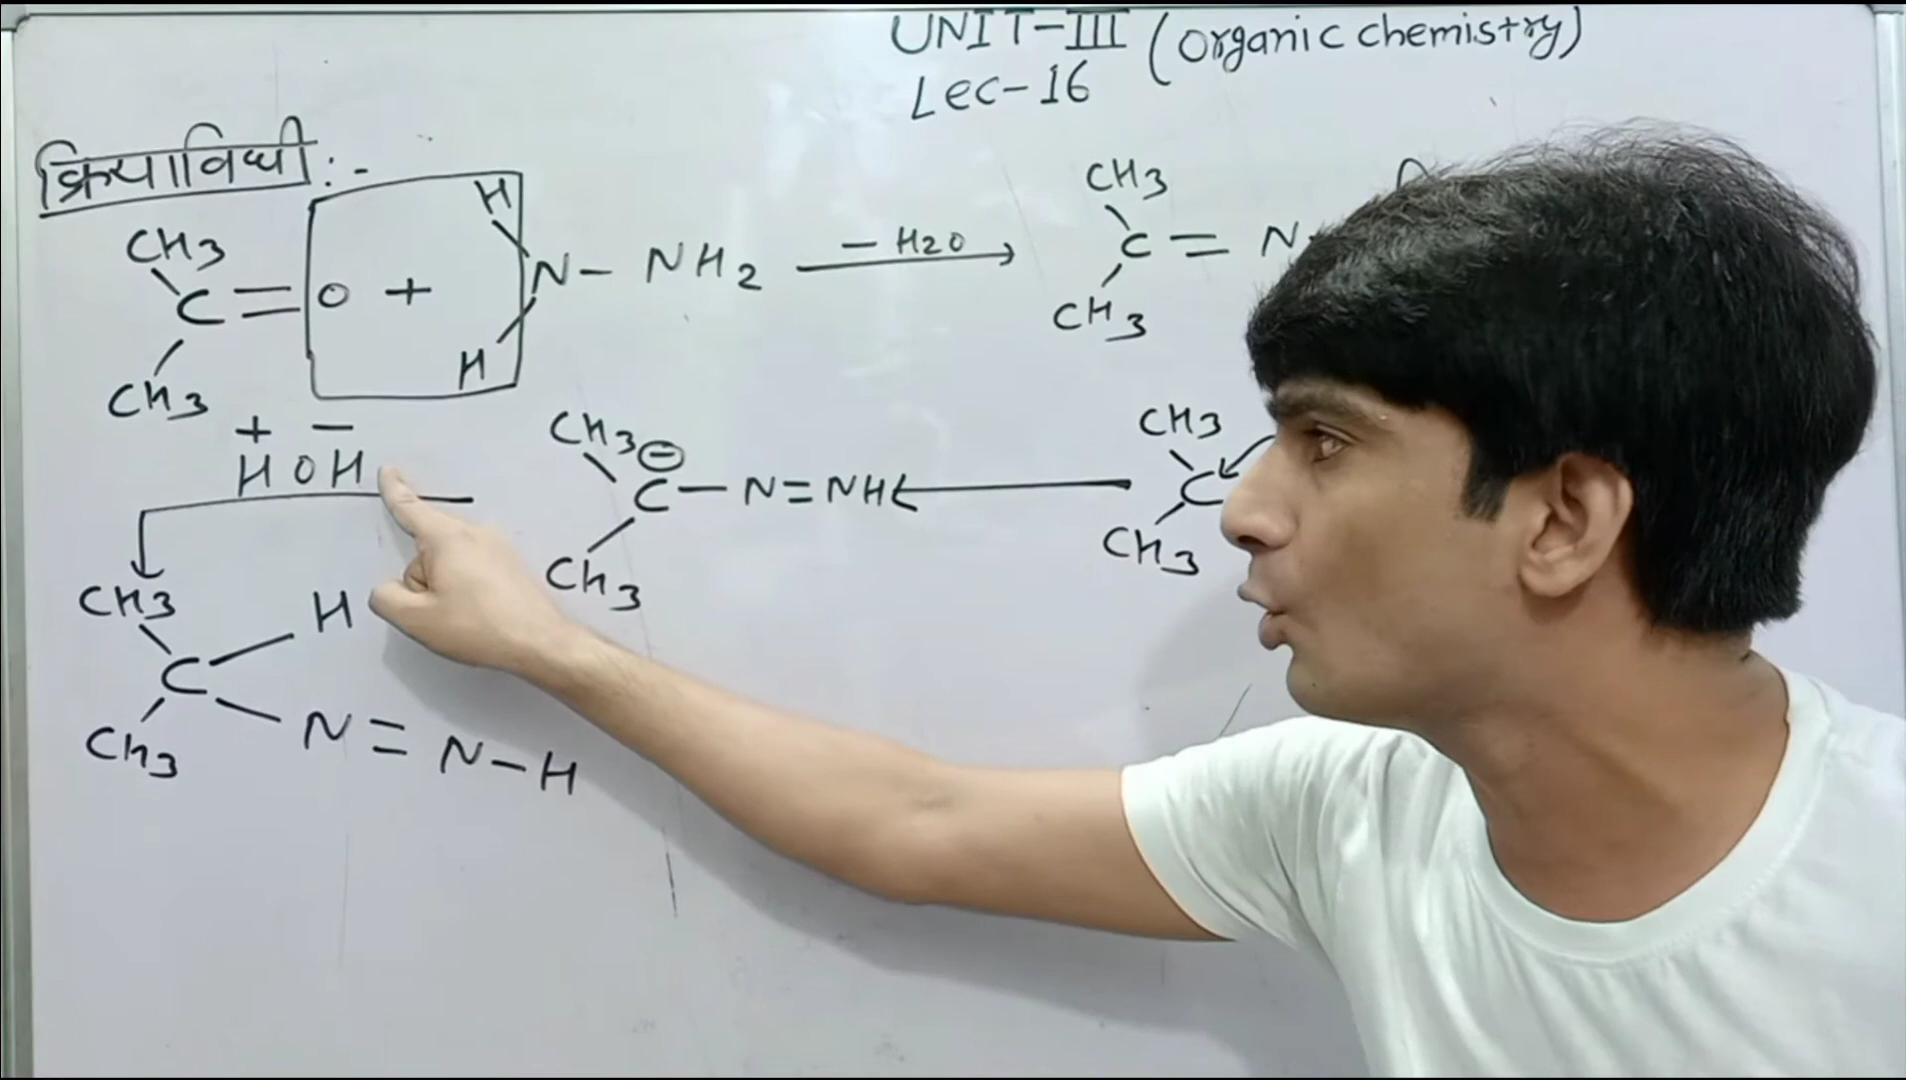 UNIT-III (Organic chemistry)
Lec-16
क्रियाविधी :-
CH3
C = O + H
H
N - NH2
- H2O
CH3
CH3
C = N
CH3
+ -
H O H
CH3
⊖
C - N = NH
CH3
CH3
C
CH3
CH3
H
C
CH3
N = N - H